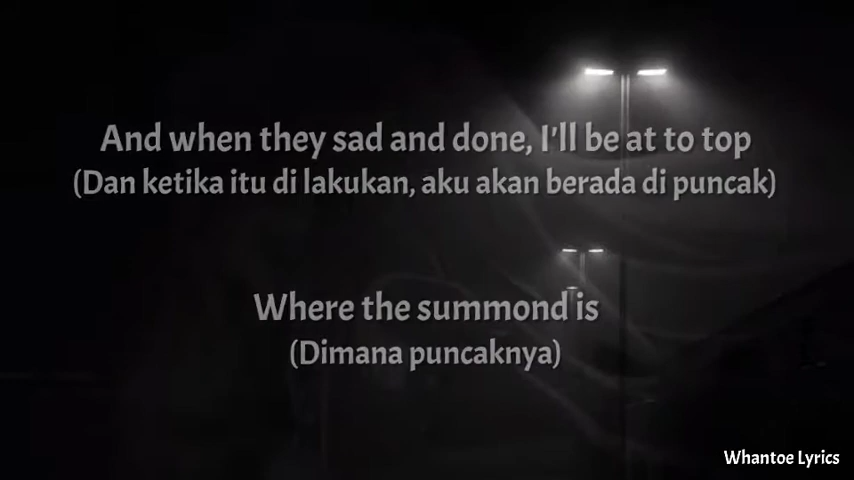 And when they sad and done, I'll be at to top
(Dan ketika itu di lakukan, aku akan berada di puncak)
Where the summond is
(Dimana puncaknya)
Whantoe Lyrics